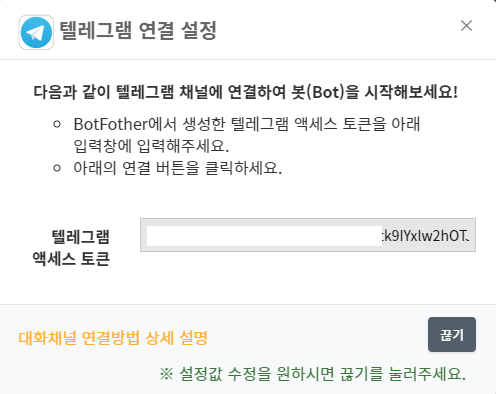 텔레그램 연결 설정
다음과 같이 텔레그램 채널에 연결하여 봇(Bot)을 시작해보세요!
BotFother에서 생성한 텔레그램 액세스 토큰을 아래
입력창에 입력해주세요.
아래의 연결 버튼을 클릭하세요.
텔레그램
액세스 토큰
대화채널 연결방법 상세 설명
끊기
※ 설정값 수정을 원하시면 끊기를 눌러주세요.